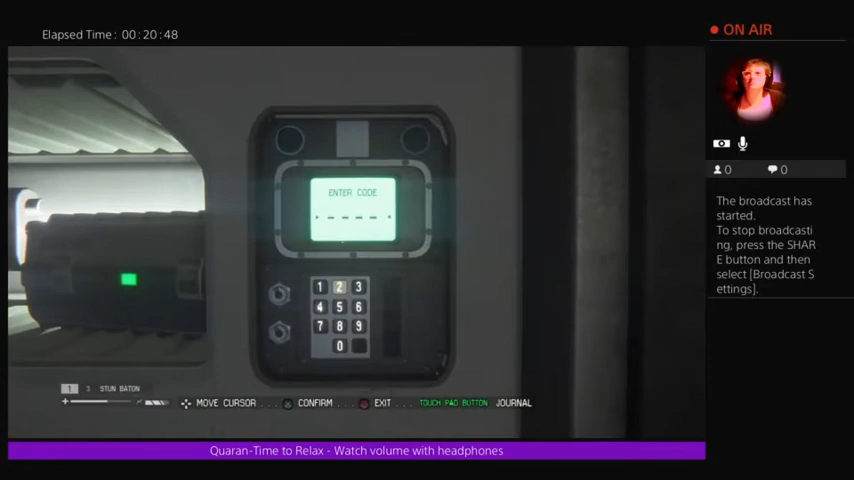 Elapsed Time : 00:20:48
ON AIR
ENTER CODE
1 2 3
4 5 6
7 8 9
0
0 0
The broadcast has
started.
To stop broadcasti
ng, press the SHAR
E button and then
select [Broadcast S
ettings].
1 3 STUN BATON
MOVE CURSOR . . . CONFIRM . . . EXIT . . . TOUCH PAD BUTTON JOURNAL
Quaran-Time to Relax - Watch volume with headphones